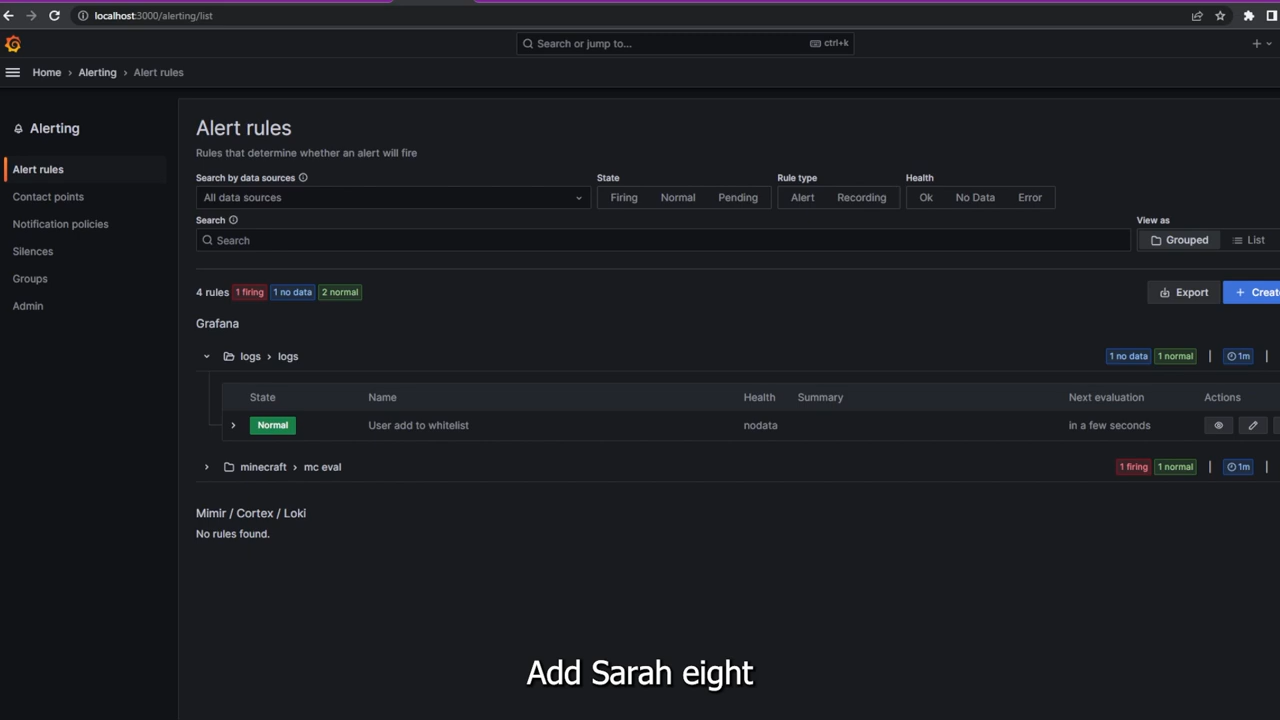 localhost:3000/alerting/list
Search or jump to... ctrl+k
Home › Alerting › Alert rules
Alerting
Alert rules
Contact points
Notification policies
Silences
Groups
Admin
Alert rules
Rules that determine whether an alert will fire
Search by data sources State Rule type Health
All data sources Firing Normal Pending Alert Recording Ok No Data Error
Search View as
Search Grouped List
4 rules 1 firing 1 no data 2 normal Export + Create
Grafana
logs › logs 1 no data 1 normal | 1m |
State Name Health Summary Next evaluation Actions
Normal User add to whitelist nodata in a few seconds
minecraft › mc eval 1 firing 1 normal | 1m |
Mimir / Cortex / Loki
No rules found.
Add Sarah eight